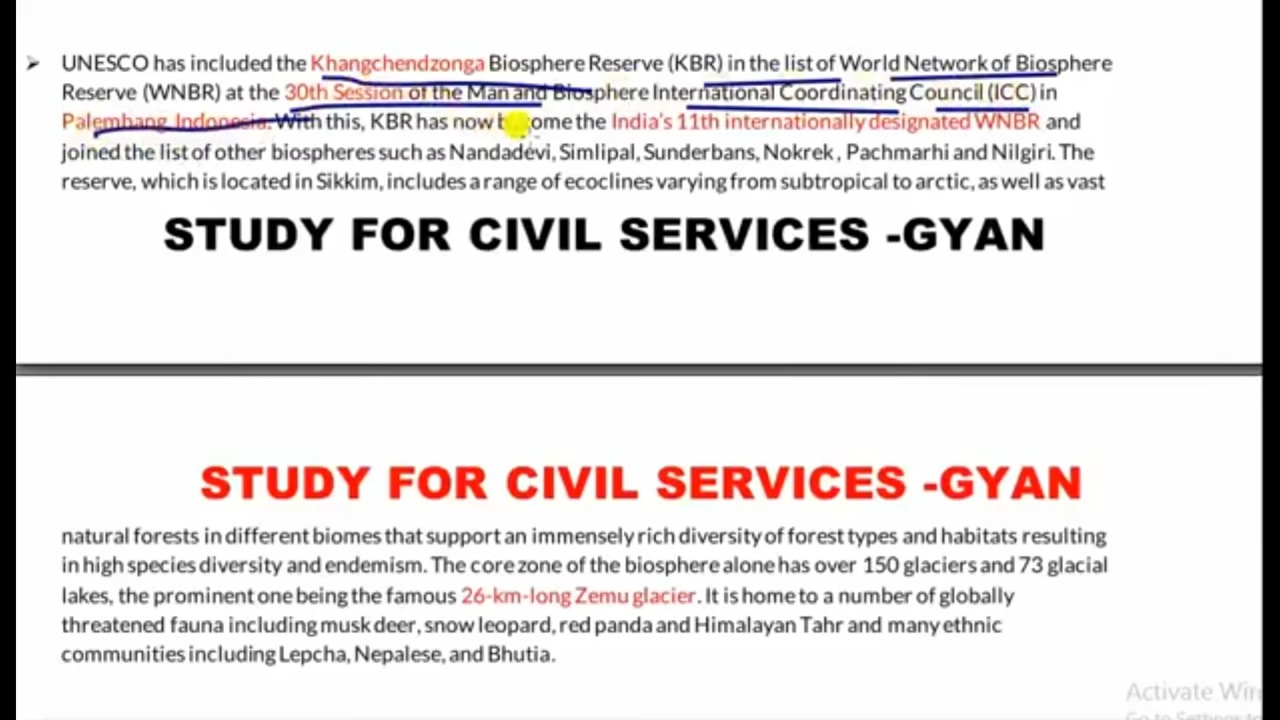 ➤ UNESCO has included the Khangchendzonga Biosphere Reserve (KBR) in the list of World Network of Biosphere
Reserve (WNBR) at the 30th Session of the Man and Biosphere International Coordinating Council (ICC) in
Palembang, Indonesia. With this, KBR has now become the India's 11th internationally designated WNBR and
joined the list of other biospheres such as Nandadevi, Simlipal, Sunderbans, Nokrek, Pachmarhi and Nilgiri. The
reserve, which is located in Sikkim, includes a range of ecoclines varying from subtropical to arctic, as well as vast
STUDY FOR CIVIL SERVICES -GYAN
STUDY FOR CIVIL SERVICES -GYAN
natural forests in different biomes that support an immensely rich diversity of forest types and habitats resulting
in high species diversity and endemism. The core zone of the biosphere alone has over 150 glaciers and 73 glacial
lakes, the prominent one being the famous 26-km-long Zemu glacier. It is home to a number of globally
threatened fauna including musk deer, snow leopard, red panda and Himalayan Tahr and many ethnic
communities including Lepcha, Nepalese, and Bhutia.
Activate Win
Go to Settings to